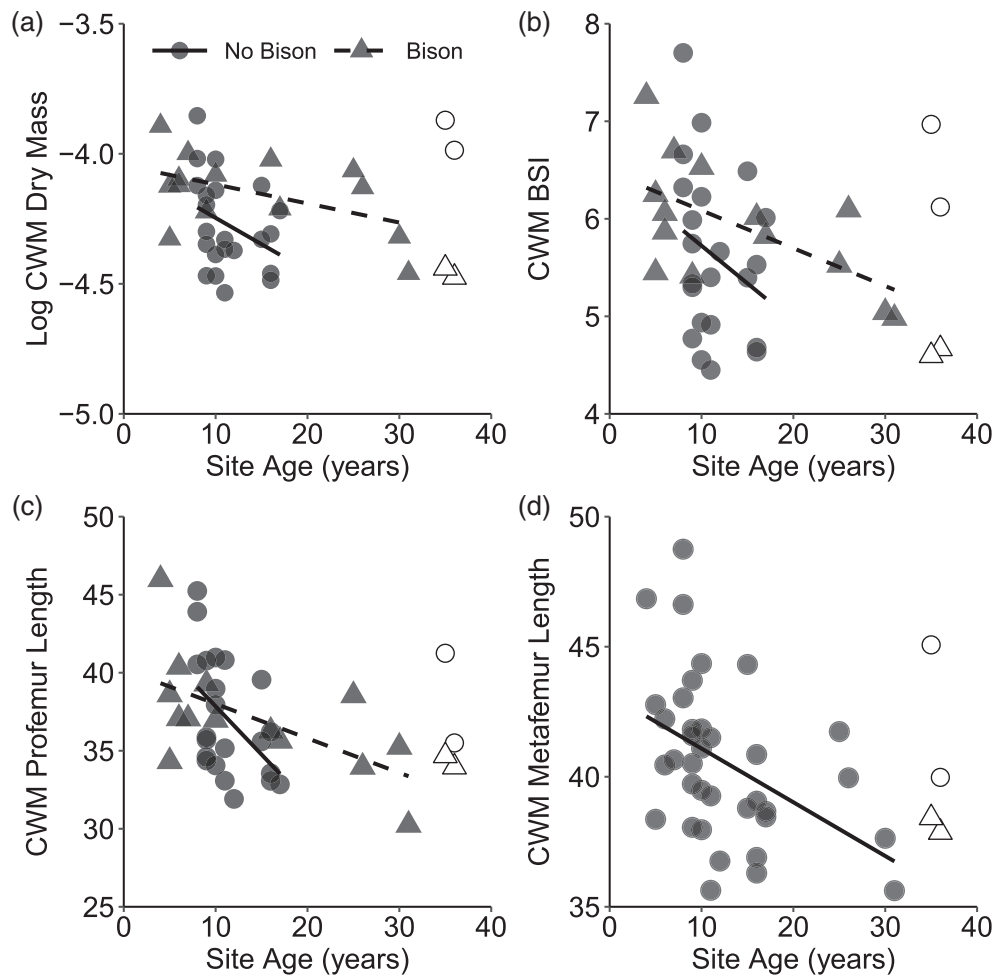 (a)
Log CWM Dry Mass
−3.5
−4.0
−4.5
−5.0
No Bison
Bison
0 10 20 30 40
Site Age (years)
(b)
CWM BSI
8
7
6
5
4
0 10 20 30 40
Site Age (years)
(c)
CWM Profemur Length
50
45
40
35
30
25
0 10 20 30 40
Site Age (years)
(d)
CWM Metafemur Length
50
45
40
35
0 10 20 30 40
Site Age (years)